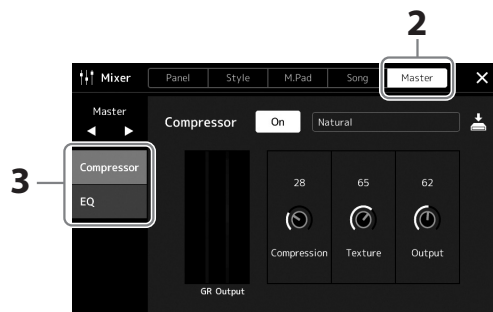 2
Mixer Panel Style M.Pad Song Master
Master
Compressor On Natural
3
Compressor
EQ
28 65 62
Compression Texture Output
GR Output